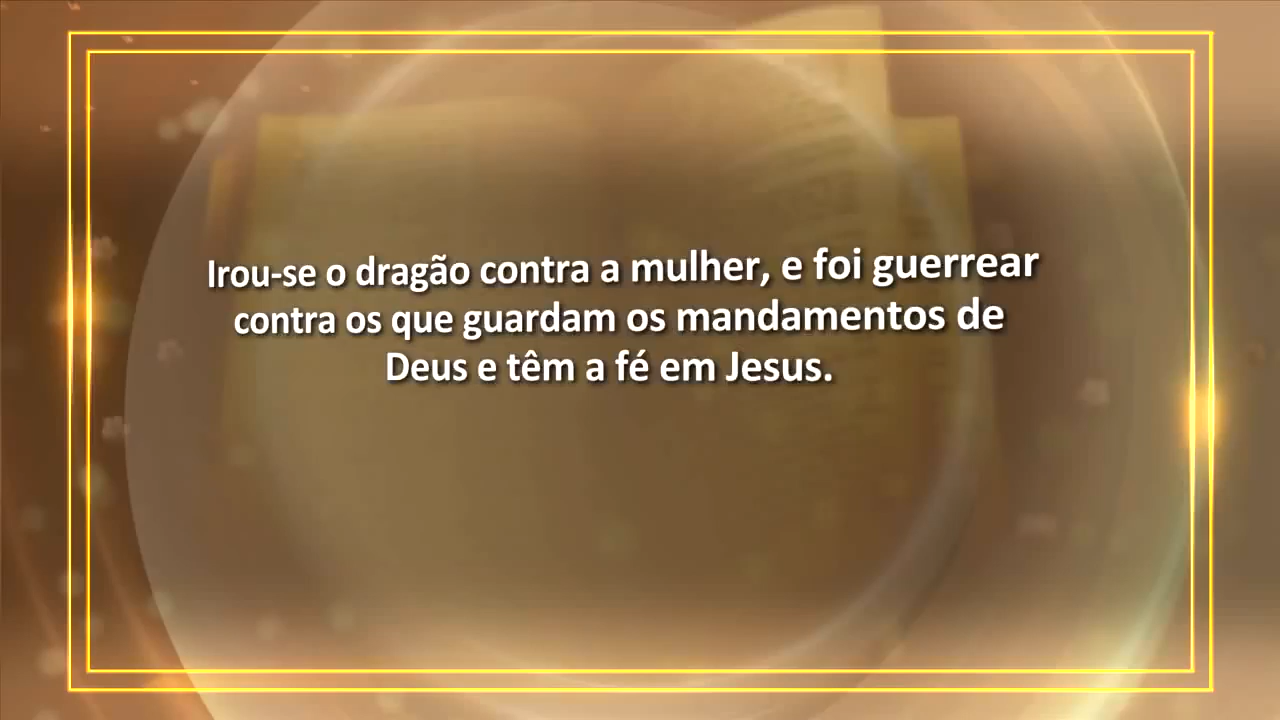 Irou-se o dragão contra a mulher, e foi guerrear
contra os que guardam os mandamentos de
Deus e têm a fé em Jesus.